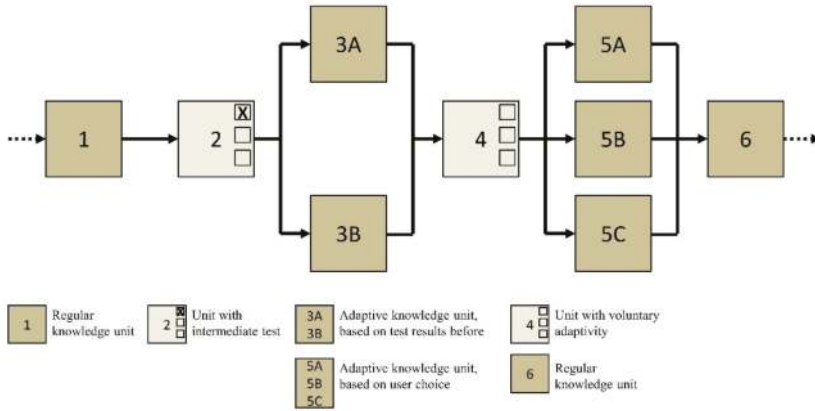 3A
5A
X
1
2
4
5B
6
3B
5C
1
Regular
knowledge unit
X
2
Unit with
intermediate test
3A
3B
Adaptive knowledge unit,
based on test results before
4
Unit with voluntary
adaptivity
5A
5B
5C
Adaptive knowledge unit,
based on user choice
6
Regular
knowledge unit